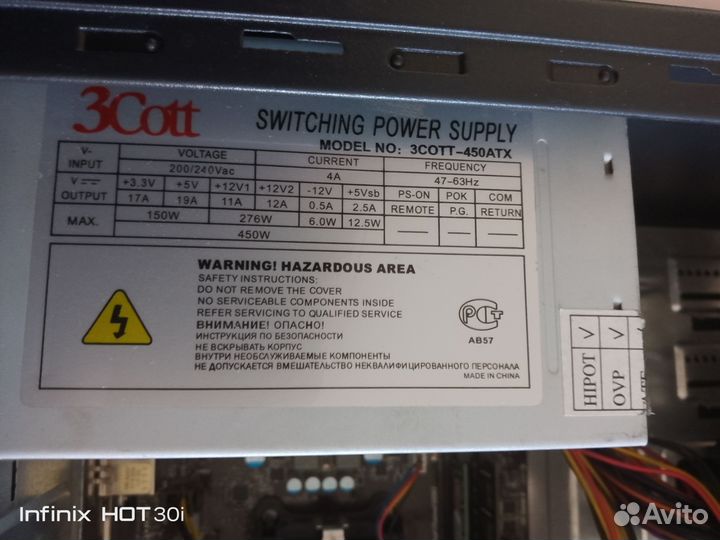 3Cott
SWITCHING POWER SUPPLY
MODEL NO: 3COTT-450ATX
V~ INPUT VOLTAGE CURRENT FREQUENCY
200/240Vac 4A 47-63Hz
V OUTPUT +3.3V +5V +12V1 +12V2 -12V +5Vsb PS-ON POK COM
17A 19A 11A 12A 0.5A 2.5A REMOTE P.G. RETURN
MAX. 150W 276W 6.0W 12.5W — — —
450W
WARNING! HAZARDOUS AREA
SAFETY INSTRUCTIONS:
DO NOT REMOVE THE COVER
NO SERVICEABLE COMPONENTS INSIDE
REFER SERVICING TO QUALIFIED SERVICE
ВНИМАНИЕ! ОПАСНО!
ИНСТРУКЦИЯ ПО БЕЗОПАСНОСТИ
НЕ ВСКРЫВАТЬ КОРПУС
ВНУТРИ НЕОБСЛУЖИВАЕМЫЕ КОМПОНЕНТЫ
НЕ ДОПУСКАЕТСЯ ВМЕШАТЕЛЬСТВО НЕКВАЛИФИЦИРОВАННОГО ПЕРСОНАЛА
MADE IN CHINA
РСТ
АВ57
HIPOT V
OVP V
Infinix HOT 30i
Avito